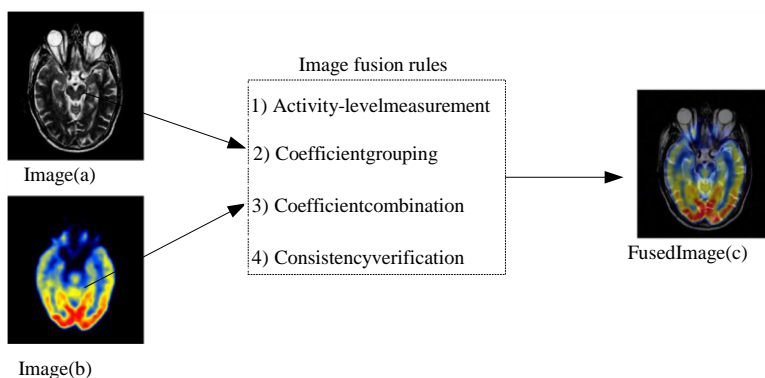 Image fusion rules
1) Activity-levelmeasurement
2) Coefficientgrouping
3) Coefficientcombination
4) Consistencyverification
Image(a)
Image(b)
FusedImage(c)